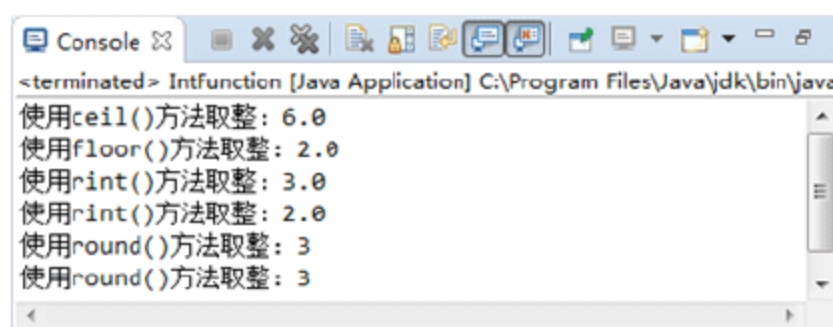 Console
<terminated> IntFunction [Java Application] C:\Program Files\Java\jdk\bin\java
使用ceil()方法取整：6.0
使用floor()方法取整：2.0
使用rint()方法取整：3.0
使用rint()方法取整：2.0
使用round()方法取整：3
使用round()方法取整：3